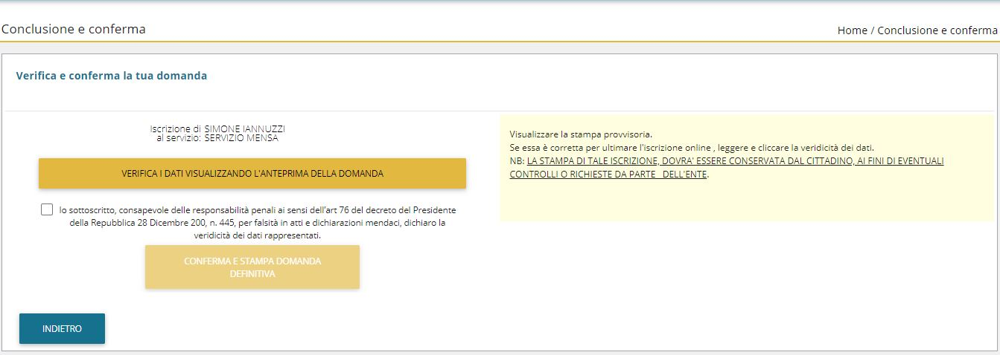 Conclusione e conferma
Home / Conclusione e conferma
Verifica e conferma la tua domanda
Iscrizione di SIMONE IANNUZZI
al servizio: SERVIZIO MENSA
VERIFICA I DATI VISUALIZZANDO L'ANTEPRIMA DELLA DOMANDA
Io sottoscritto, consapevole delle responsabilità penali ai sensi dell'art 76 del decreto del Presidente
della Repubblica 28 Dicembre 200, n. 445, per falsità in atti e dichiarazioni mendaci, dichiaro la
veridicità dei dati rappresentati.
CONFERMA E STAMPA DOMANDA
DEFINITIVA
INDIETRO
Visualizzare la stampa provvisoria.
Se essa è corretta per ultimare l'iscrizione online , leggere e cliccare la veridicità dei dati.
NB: LA STAMPA DI TALE ISCRIZIONE, DOVRA' ESSERE CONSERVATA DAL CITTADINO, AI FINI DI EVENTUALI
CONTROLLI O RICHIESTE DA PARTE DELL'ENTE.